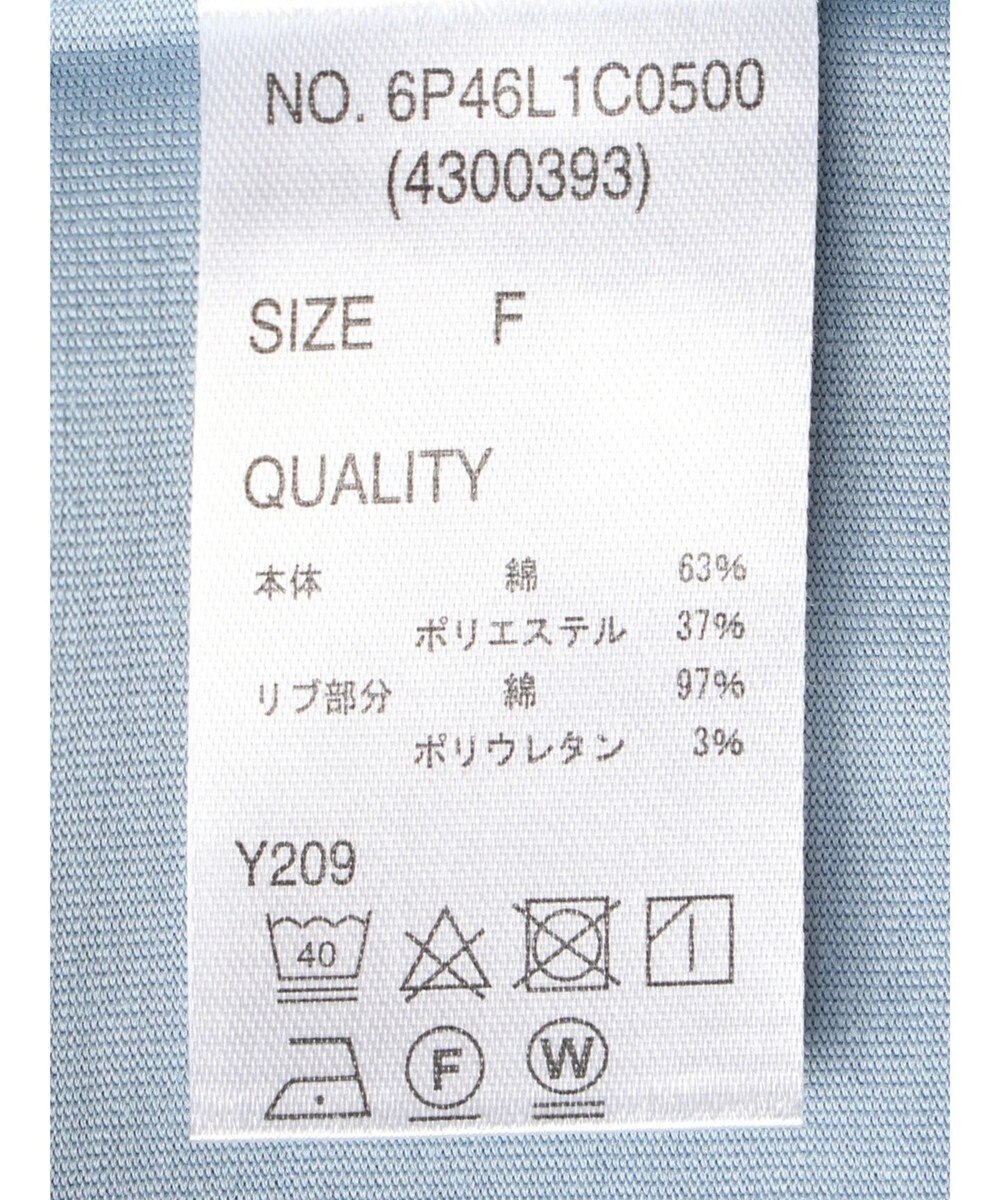 NO. 6P46L1C0500
(4300393)
SIZE F
QUALITY
本体 綿 63%
ポリエステル 37%
リブ部分 綿 97%
ポリウレタン 3%
Y209
40
F W